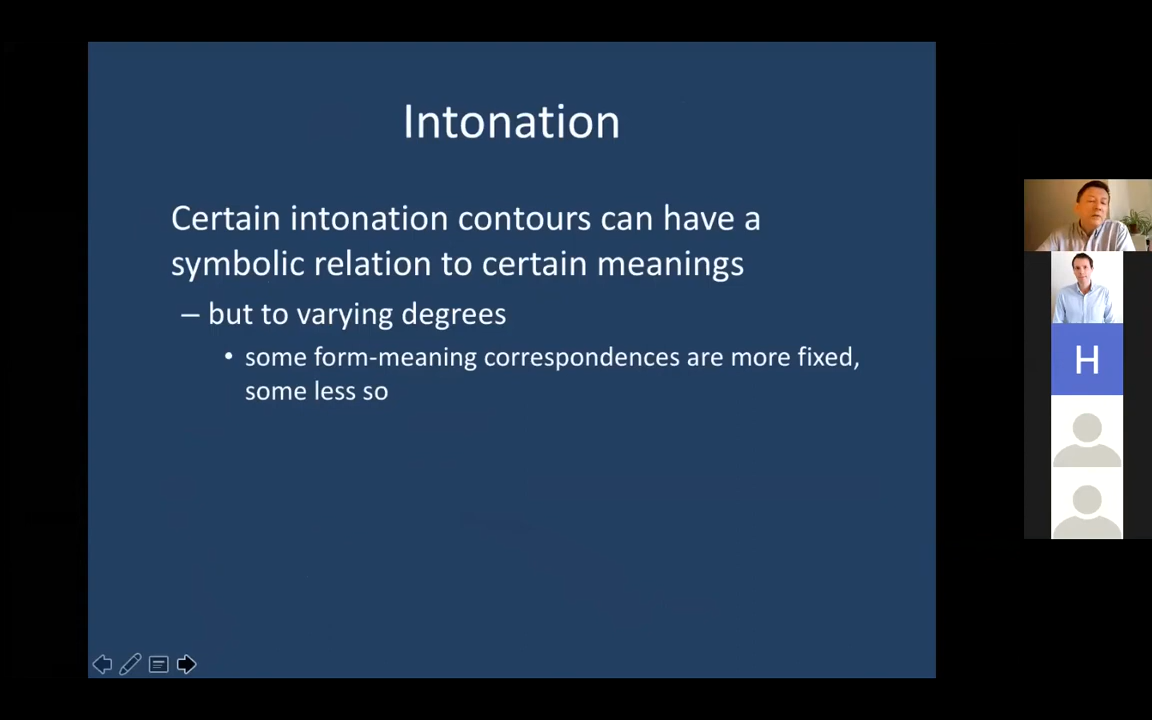 Intonation
Certain intonation contours can have a
symbolic relation to certain meanings
– but to varying degrees
• some form-meaning correspondences are more fixed,
some less so
H